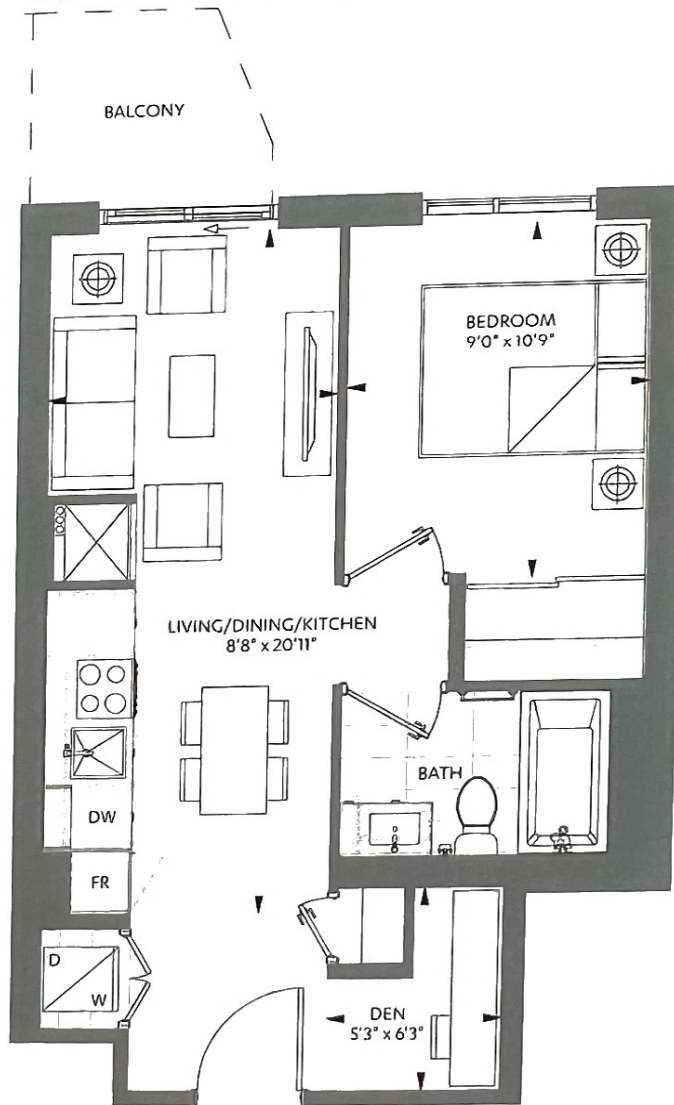 BALCONY
BEDROOM
9'0" x 10'9"
LIVING/DINING/KITCHEN
8'8" x 20'11"
BATH
DW
FR
D
W
DEN
5'3" x 6'3"